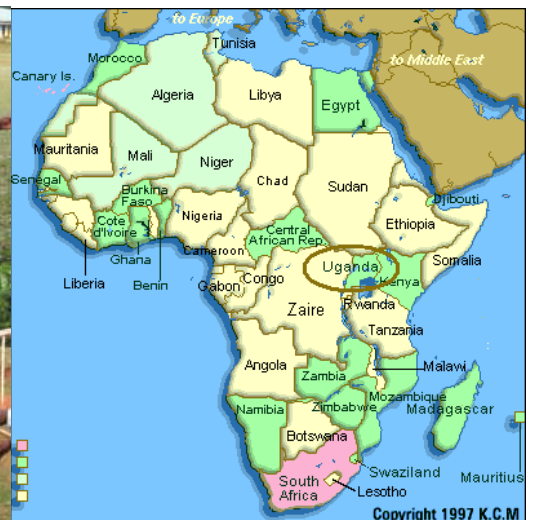 to Europe
Tunisia
Morocco
to Middle East
Canary Is.
Algeria
Libya
Egypt
Mauritania
Mali
Niger
Chad
Sudan
Senegal
Djibouti
Burkina
Faso
Nigeria
Ethiopia
Cote
d'Ivoire
Central
African Rep.
Ghana
Cameroon
Somalia
Liberia
Benin
Uganda
Gabon
Congo
Kenya
Zaire
Rwanda
Tanzania
Angola
Malawi
Zambia
Mozambique
Namibia
Zimbabwe
Madagascar
Botswana
Swaziland
Mauritius
South
Africa
Lesotho
Copyright 1997 K.C.M